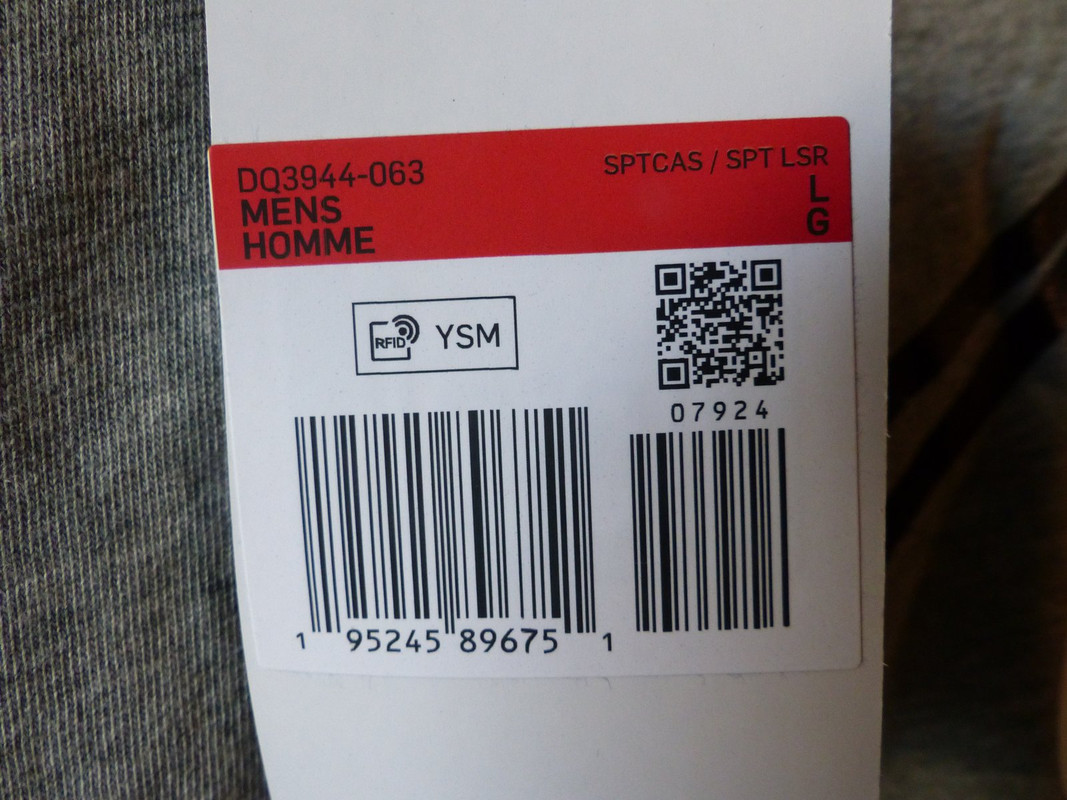 DQ3944-063
SPTCAS / SPT LSR
MENS
L
HOMME
G
RFID YSM
07924
1 95245 89675 1